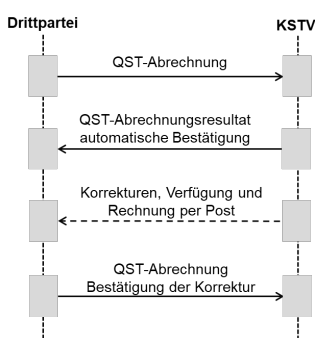 Drittpartei
KSTV
QST-Abrechnung
QST-Abrechnungsresultat
automatische Bestätigung
Korrekturen, Verfügung und
Rechnung per Post
QST-Abrechnung
Bestätigung der Korrektur